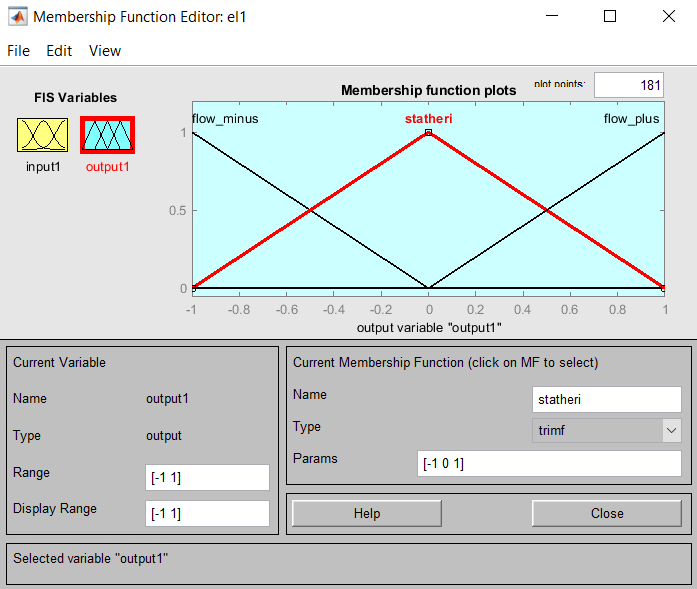 Membership Function Editor: el1
File Edit View
FIS Variables
input1
output1
Membership function plots
plot points:
181
flow_minus
statheri
flow_plus
1
0.5
0
-1 -0.8 -0.6 -0.4 -0.2 0 0.2 0.4 0.6 0.8 1
output variable "output1"
Current Variable
Name output1
Type output
Range [-1 1]
Display Range [-1 1]
Current Membership Function (click on MF to select)
Name statheri
Type trimf
Params [-1 0 1]
Help Close
Selected variable "output1"